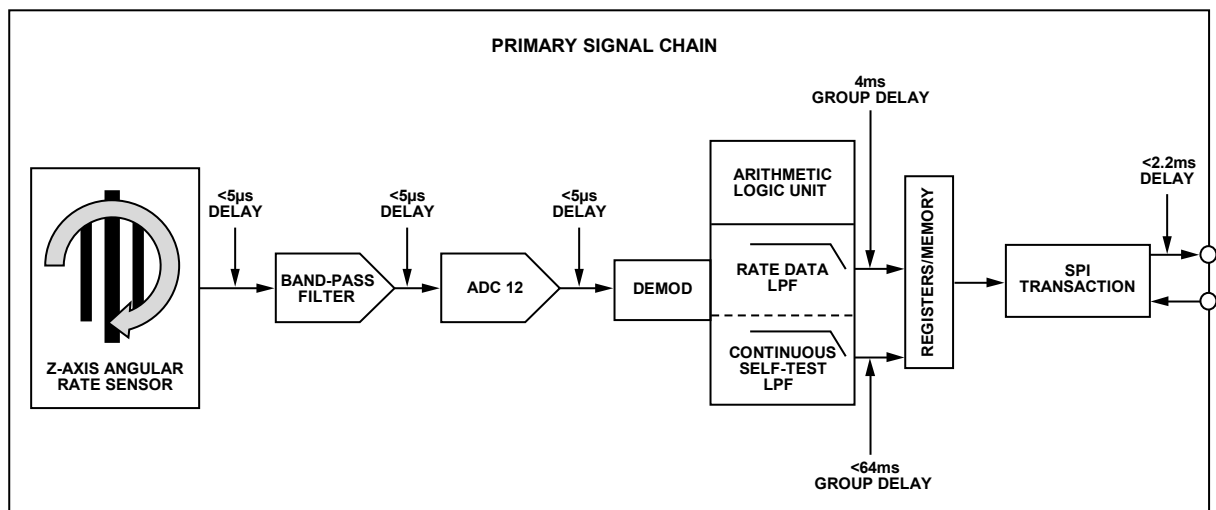 PRIMARY SIGNAL CHAIN
4ms
GROUP DELAY
<5µs
DELAY
<5µs
DELAY
<5µs
DELAY
<2.2ms
DELAY
ARITHMETIC
LOGIC UNIT
BAND-PASS
FILTER
ADC 12
DEMOD
RATE DATA
LPF
REGISTERS/MEMORY
SPI
TRANSACTION
Z-AXIS ANGULAR
RATE SENSOR
CONTINUOUS
SELF-TEST
LPF
<64ms
GROUP DELAY